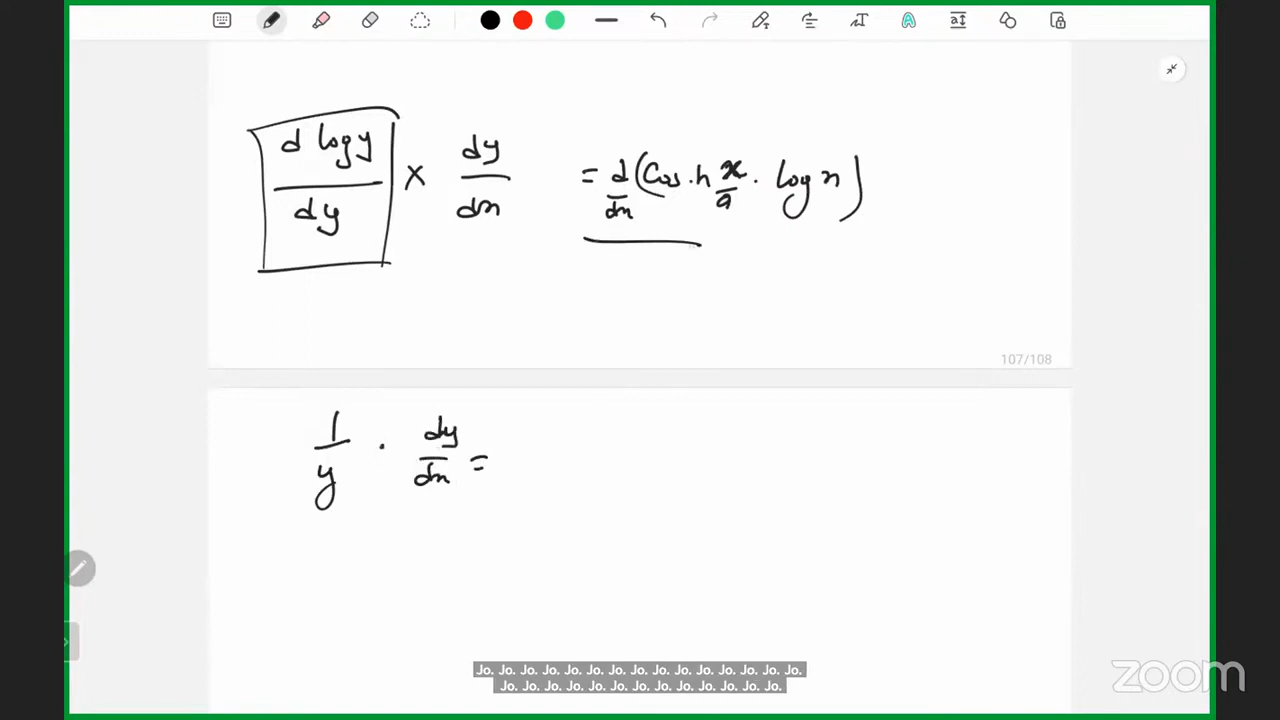 d log y / dy × dy / dx = d/dx (Cos.h x/a . log x)
107/108
1/y . dy/dx =
Jo. Jo. Jo. Jo. Jo. Jo. Jo. Jo. Jo. Jo. Jo. Jo. Jo. Jo. Jo.
Jo. Jo. Jo. Jo. Jo. Jo. Jo. Jo. Jo. Jo. Jo. Jo. Jo.
zoom